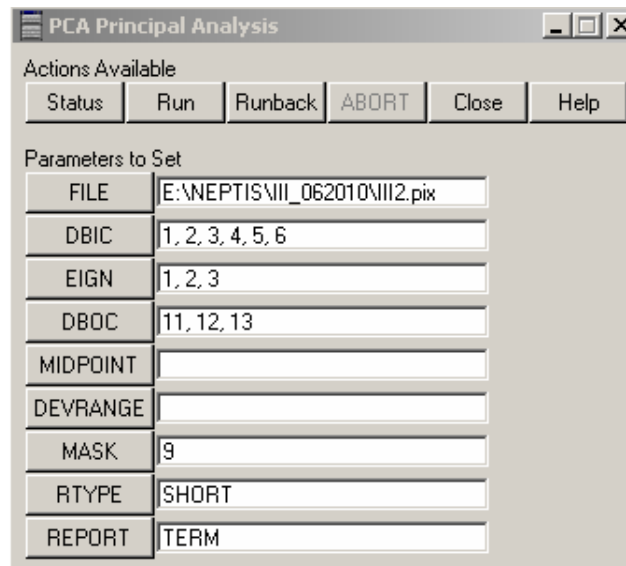 PCA Principal Analysis
Actions Available
Status Run Runback ABORT Close Help
Parameters to Set
FILE E:\NEPTIS\III_062010\III2.pix
DBIC 1, 2, 3, 4, 5, 6
EIGN 1, 2, 3
DBOC 11, 12, 13
MIDPOINT
DEVRANGE
MASK 9
RTYPE SHORT
REPORT TERM